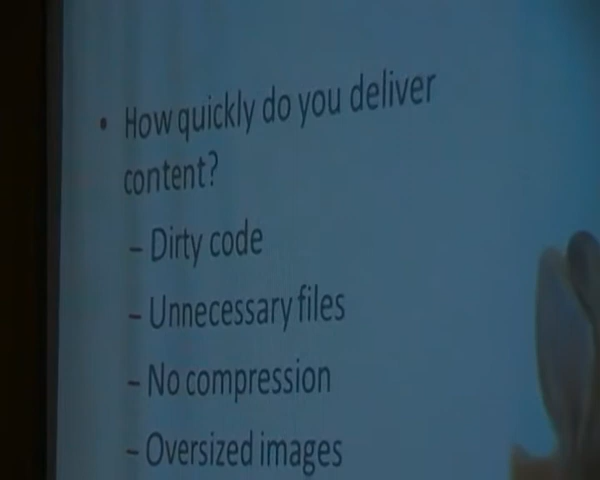 • How quickly do you deliver
content?
– Dirty code
– Unnecessary files
– No compression
– Oversized images